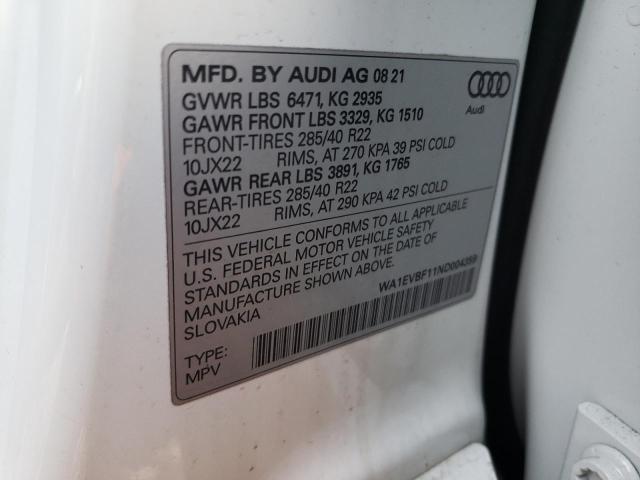 MFD. BY AUDI AG 08 21
Audi
GVWR LBS 6471, KG 2935
GAWR FRONT LBS 3329, KG 1510
FRONT-TIRES 285/40 R22
10JX22 RIMS, AT 270 KPA 39 PSI COLD
GAWR REAR LBS 3891, KG 1765
REAR-TIRES 285/40 R22
10JX22 RIMS, AT 290 KPA 42 PSI COLD
THIS VEHICLE CONFORMS TO ALL APPLICABLE
U.S. FEDERAL MOTOR VEHICLE SAFETY
STANDARDS IN EFFECT ON THE DATE OF
MANUFACTURE SHOWN ABOVE.
SLOVAKIA
WA1EVBF11ND004359
TYPE:
MPV